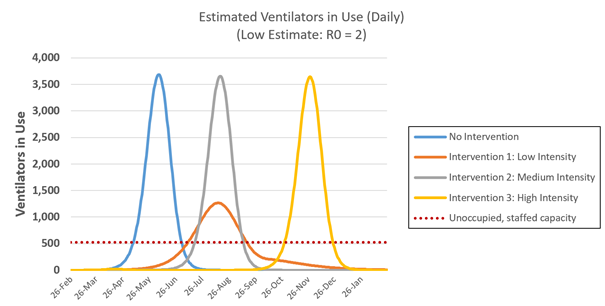 Estimated Ventilators in Use (Daily)
(Low Estimate: R0 = 2)
Ventilators in Use
4,000
3,500
3,000
2,500
2,000
1,500
1,000
500
0
26-Feb
26-Mar
26-Apr
26-May
26-Jun
26-Jul
26-Aug
26-Sep
26-Oct
26-Nov
26-Dec
26-Jan
No Intervention
Intervention 1: Low Intensity
Intervention 2: Medium Intensity
Intervention 3: High Intensity
Unoccupied, staffed capacity